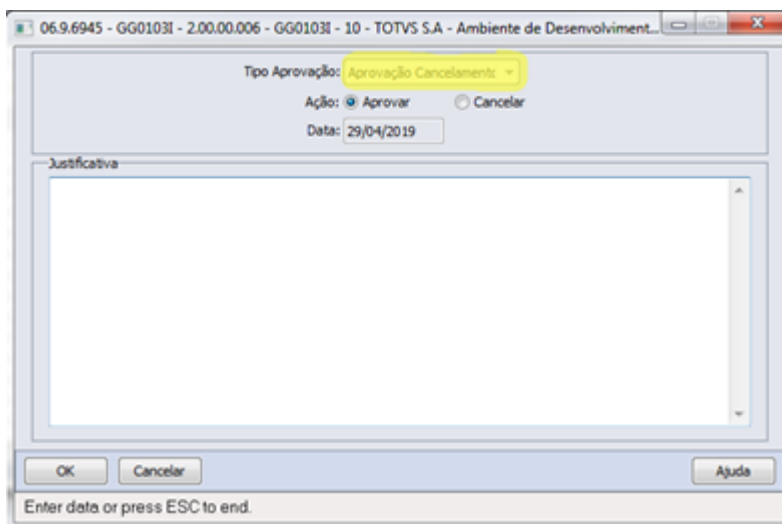 06.9.6945 - GG0103I - 2.00.00.006 - GG0103I - 10 - TOTVS S.A - Ambiente de Desenvolviment...
Tipo Aprovação: Aprovação Cancelamento
Ação: Aprovar Cancelar
Data: 29/04/2019
Justificativa
OK Cancelar Ajuda
Enter data or press ESC to end.